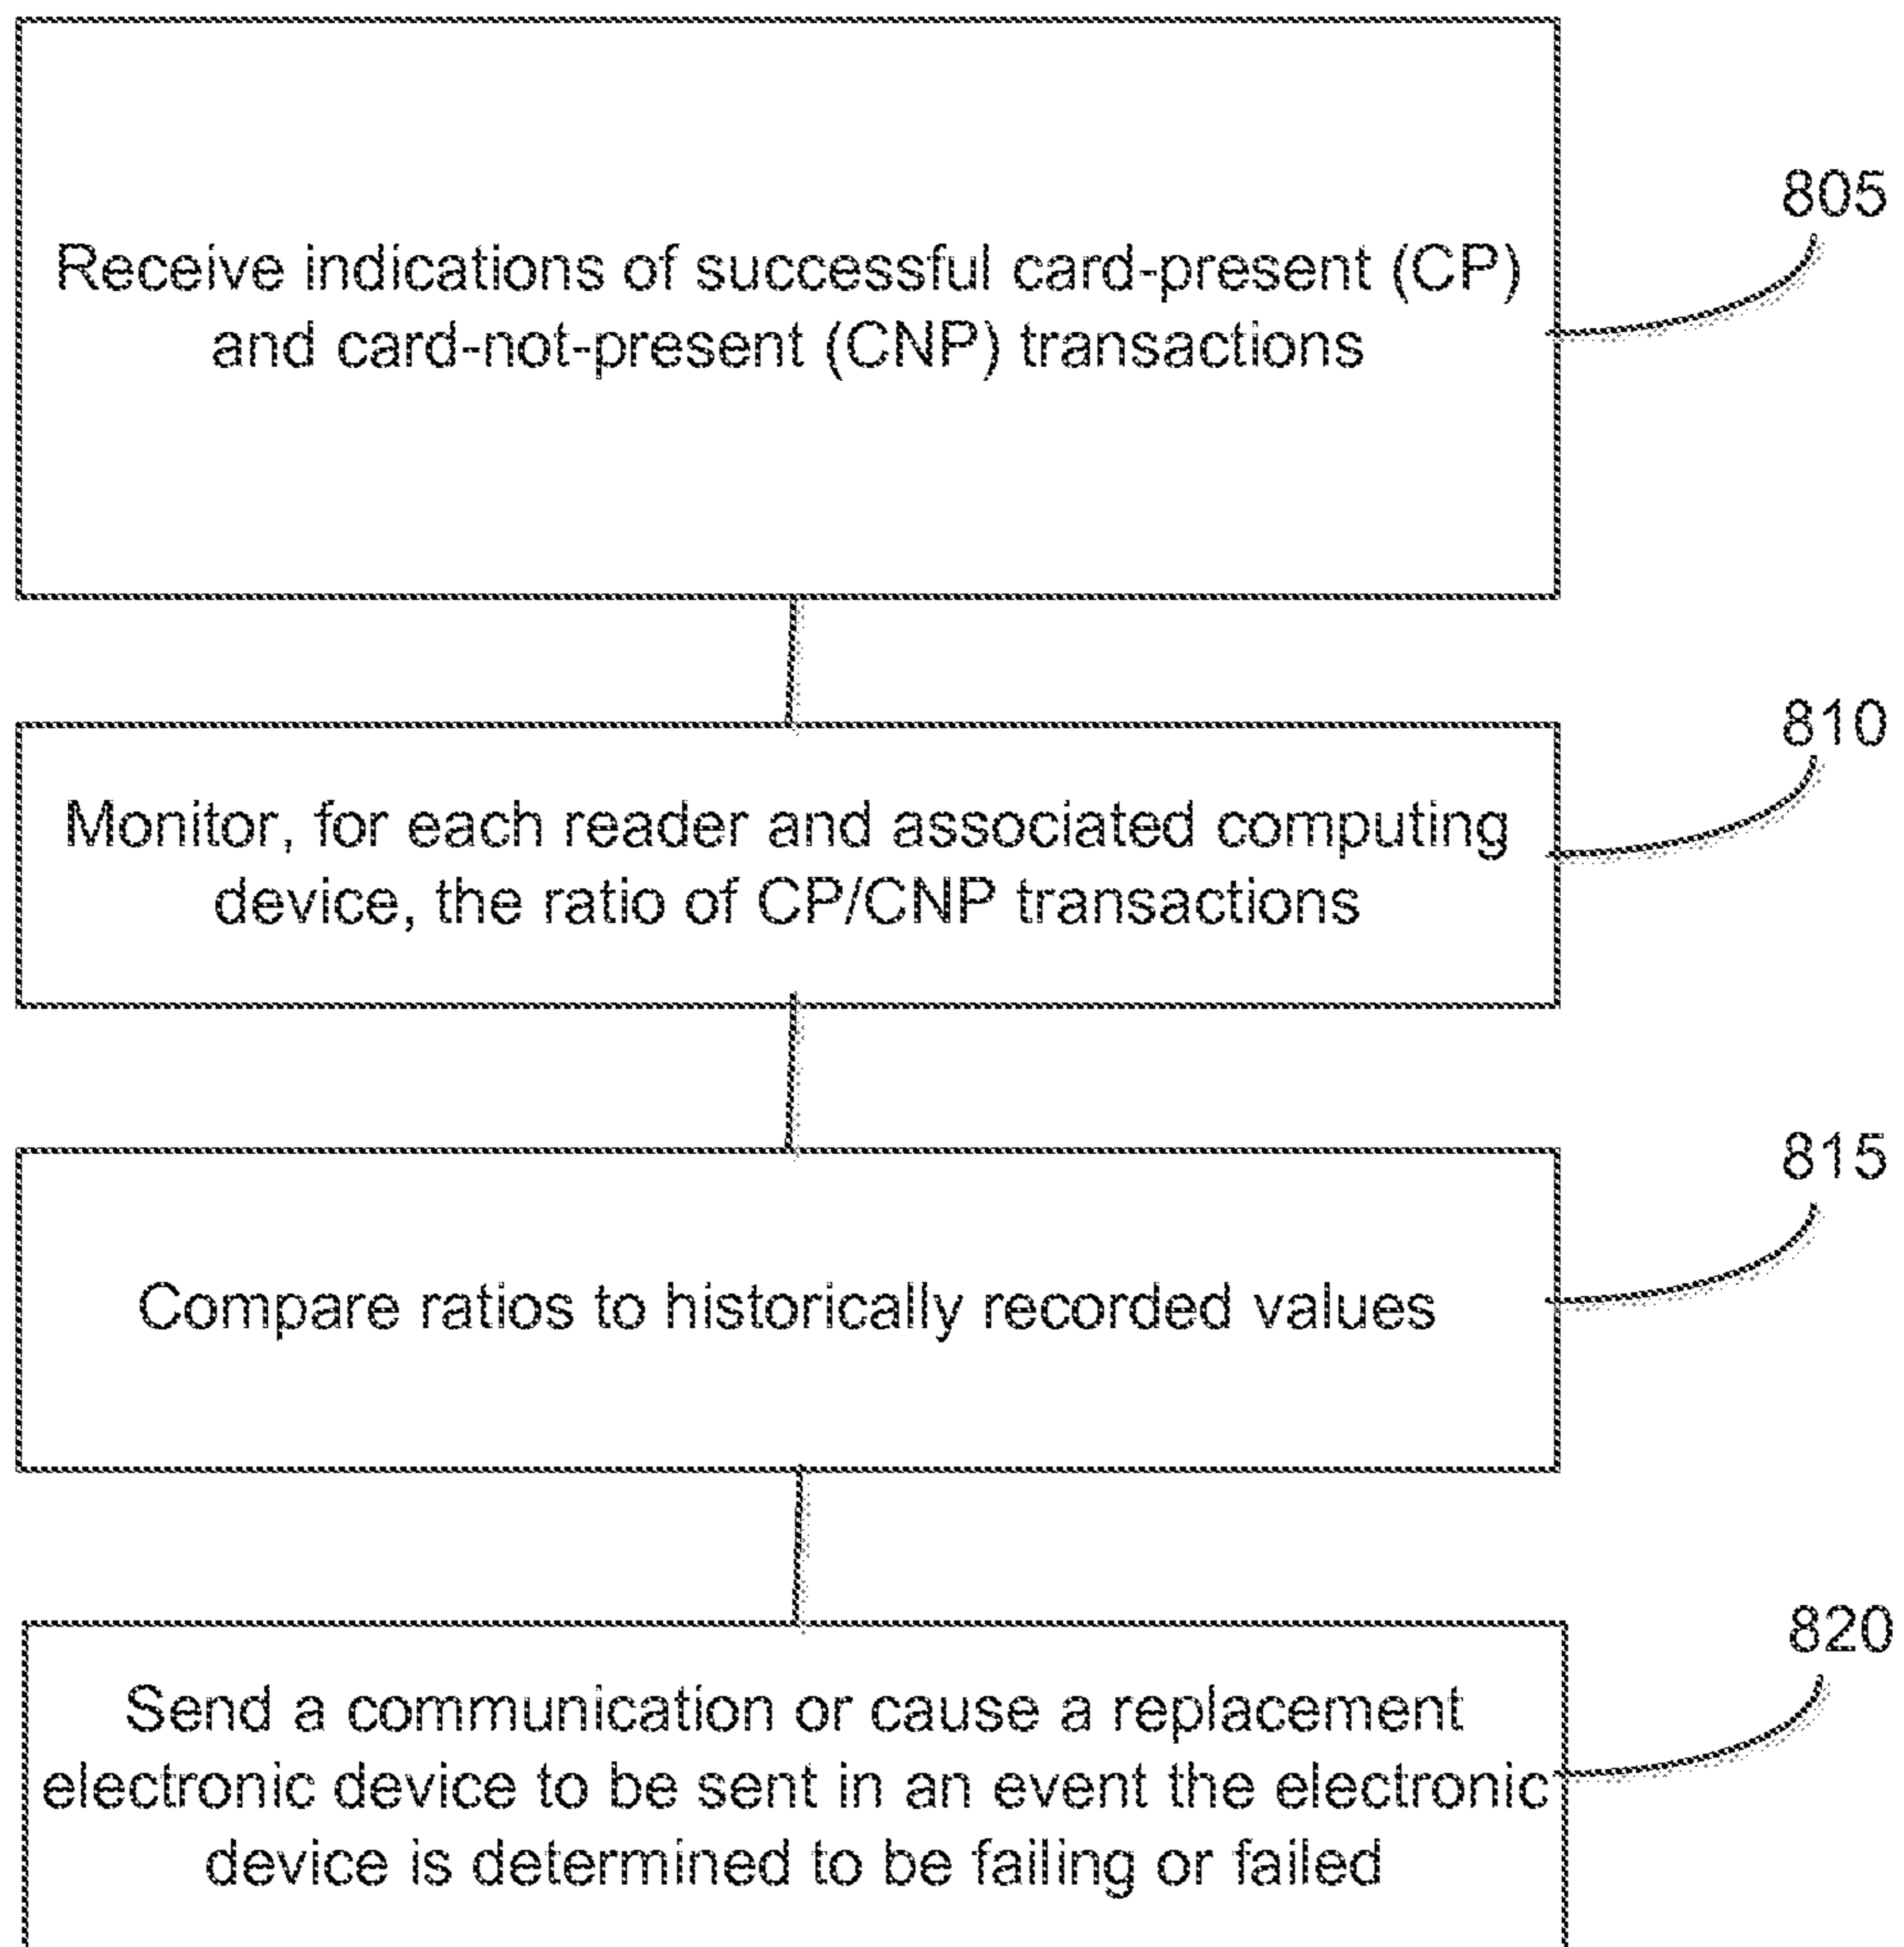 Receive indications of successful card-present (CP)
and card-not-present (CNP) transactions
805
Monitor, for each reader and associated computing
device, the ratio of CP/CNP transactions
810
Compare ratios to historically recorded values
815
Send a communication or cause a replacement
electronic device to be sent in an event the electronic
device is determined to be failing or failed
820